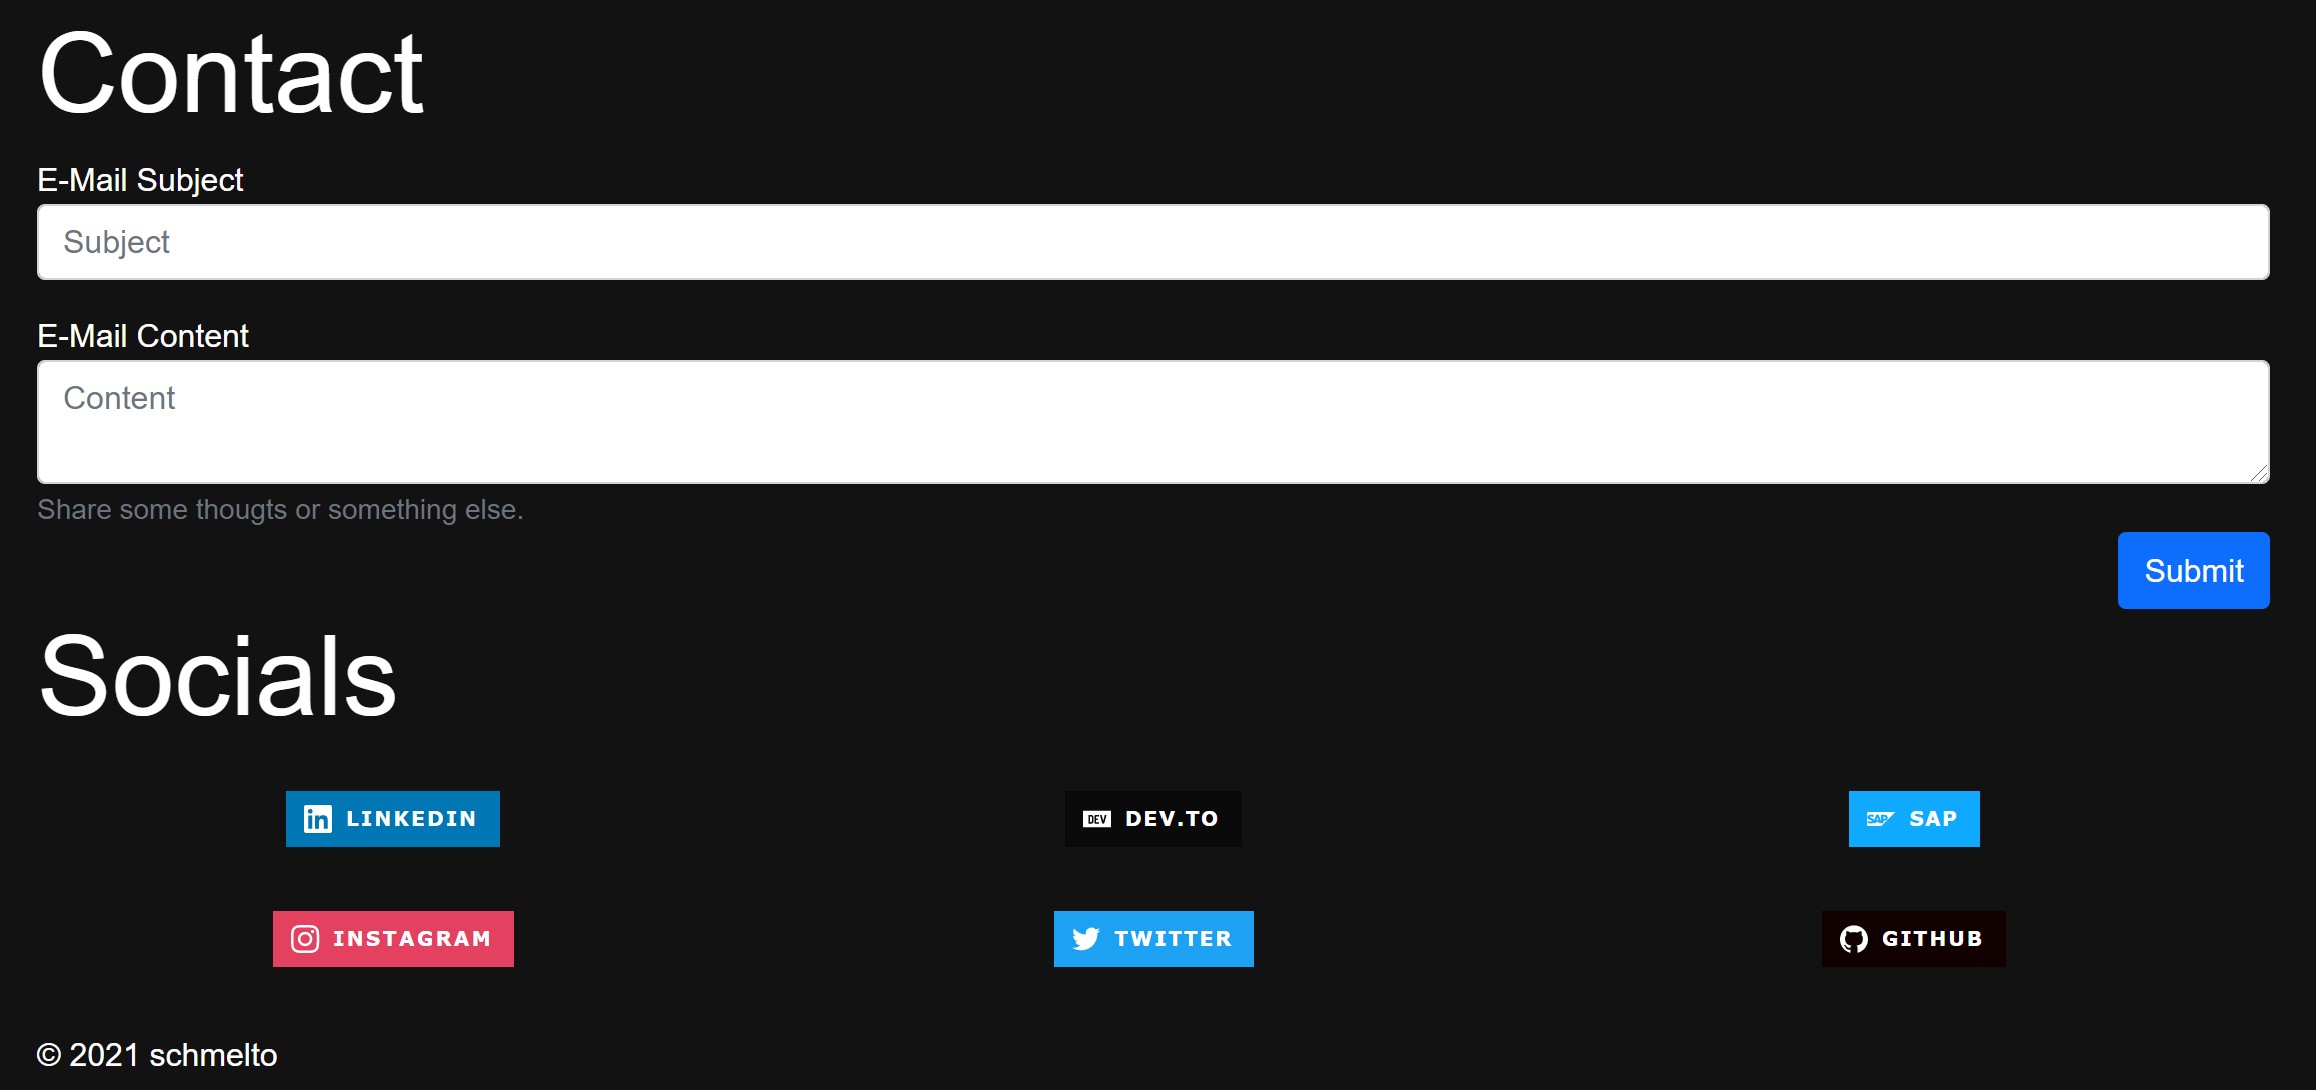 Contact
E-Mail Subject
Subject
E-Mail Content
Content
Share some thougts or something else.
Submit
Socials
in LINKEDIN
DEV DEV.TO
SAP SAP
INSTAGRAM
TWITTER
GITHUB
© 2021 schmelto